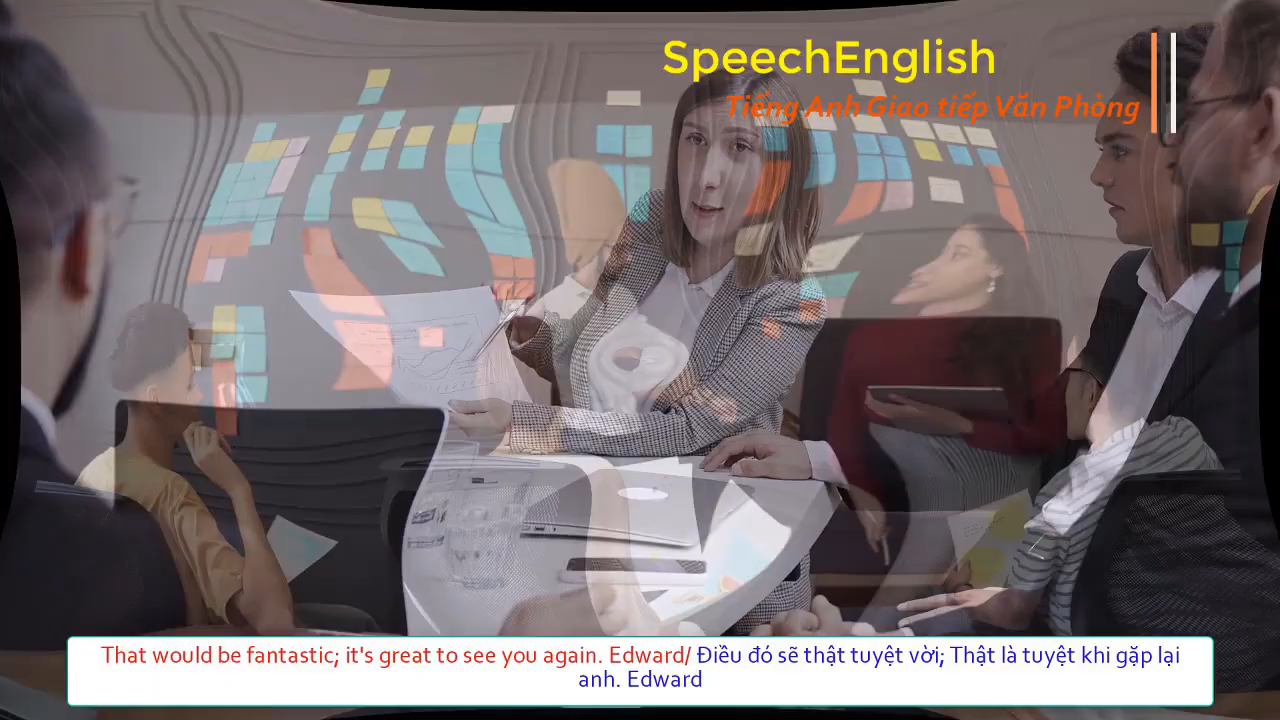 SpeechEnglish
Tiếng Anh Giao tiếp Văn Phòng
That would be fantastic; it's great to see you again. Edward/ Điều đó sẽ thật tuyệt vời; Thật là tuyệt khi gặp lại
anh. Edward